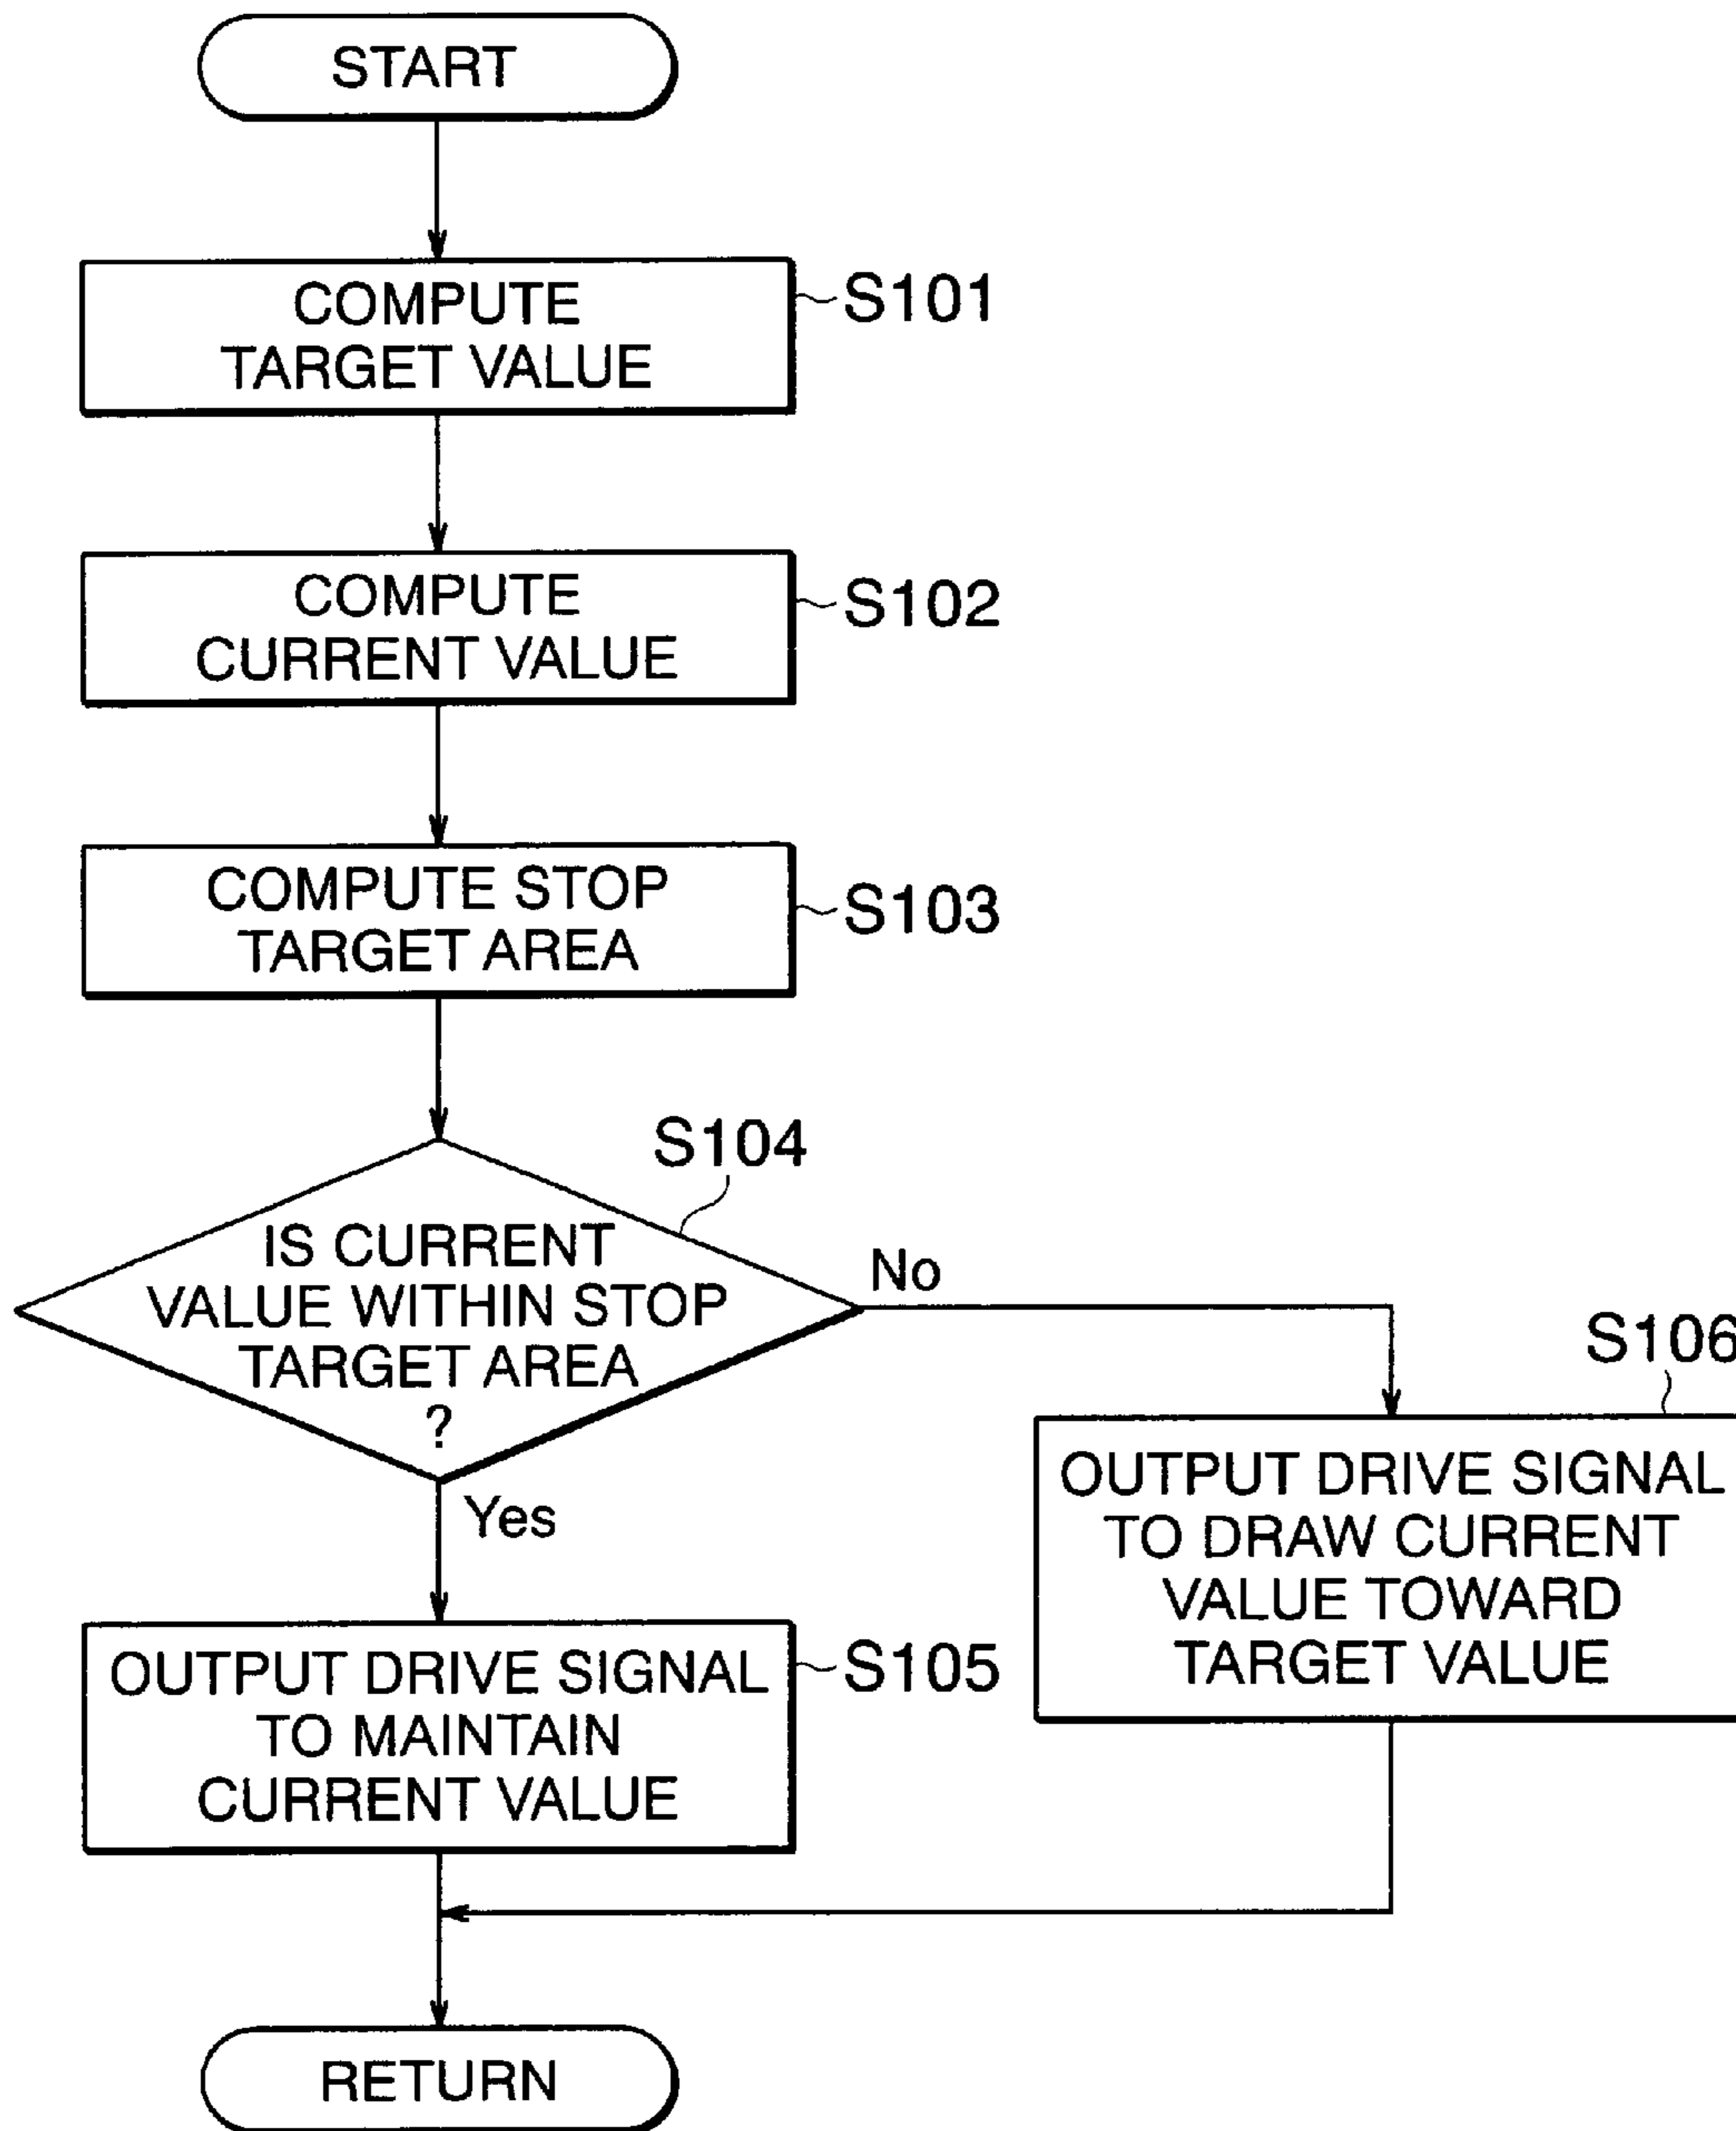 START
COMPUTE
TARGET VALUE
S101
COMPUTE
CURRENT VALUE
S102
COMPUTE STOP
TARGET AREA
S103
S104
IS CURRENT
VALUE WITHIN STOP
TARGET AREA
?
No
Yes
S106
OUTPUT DRIVE SIGNAL
TO DRAW CURRENT
VALUE TOWARD
TARGET VALUE
OUTPUT DRIVE SIGNAL
TO MAINTAIN
CURRENT VALUE
S105
RETURN